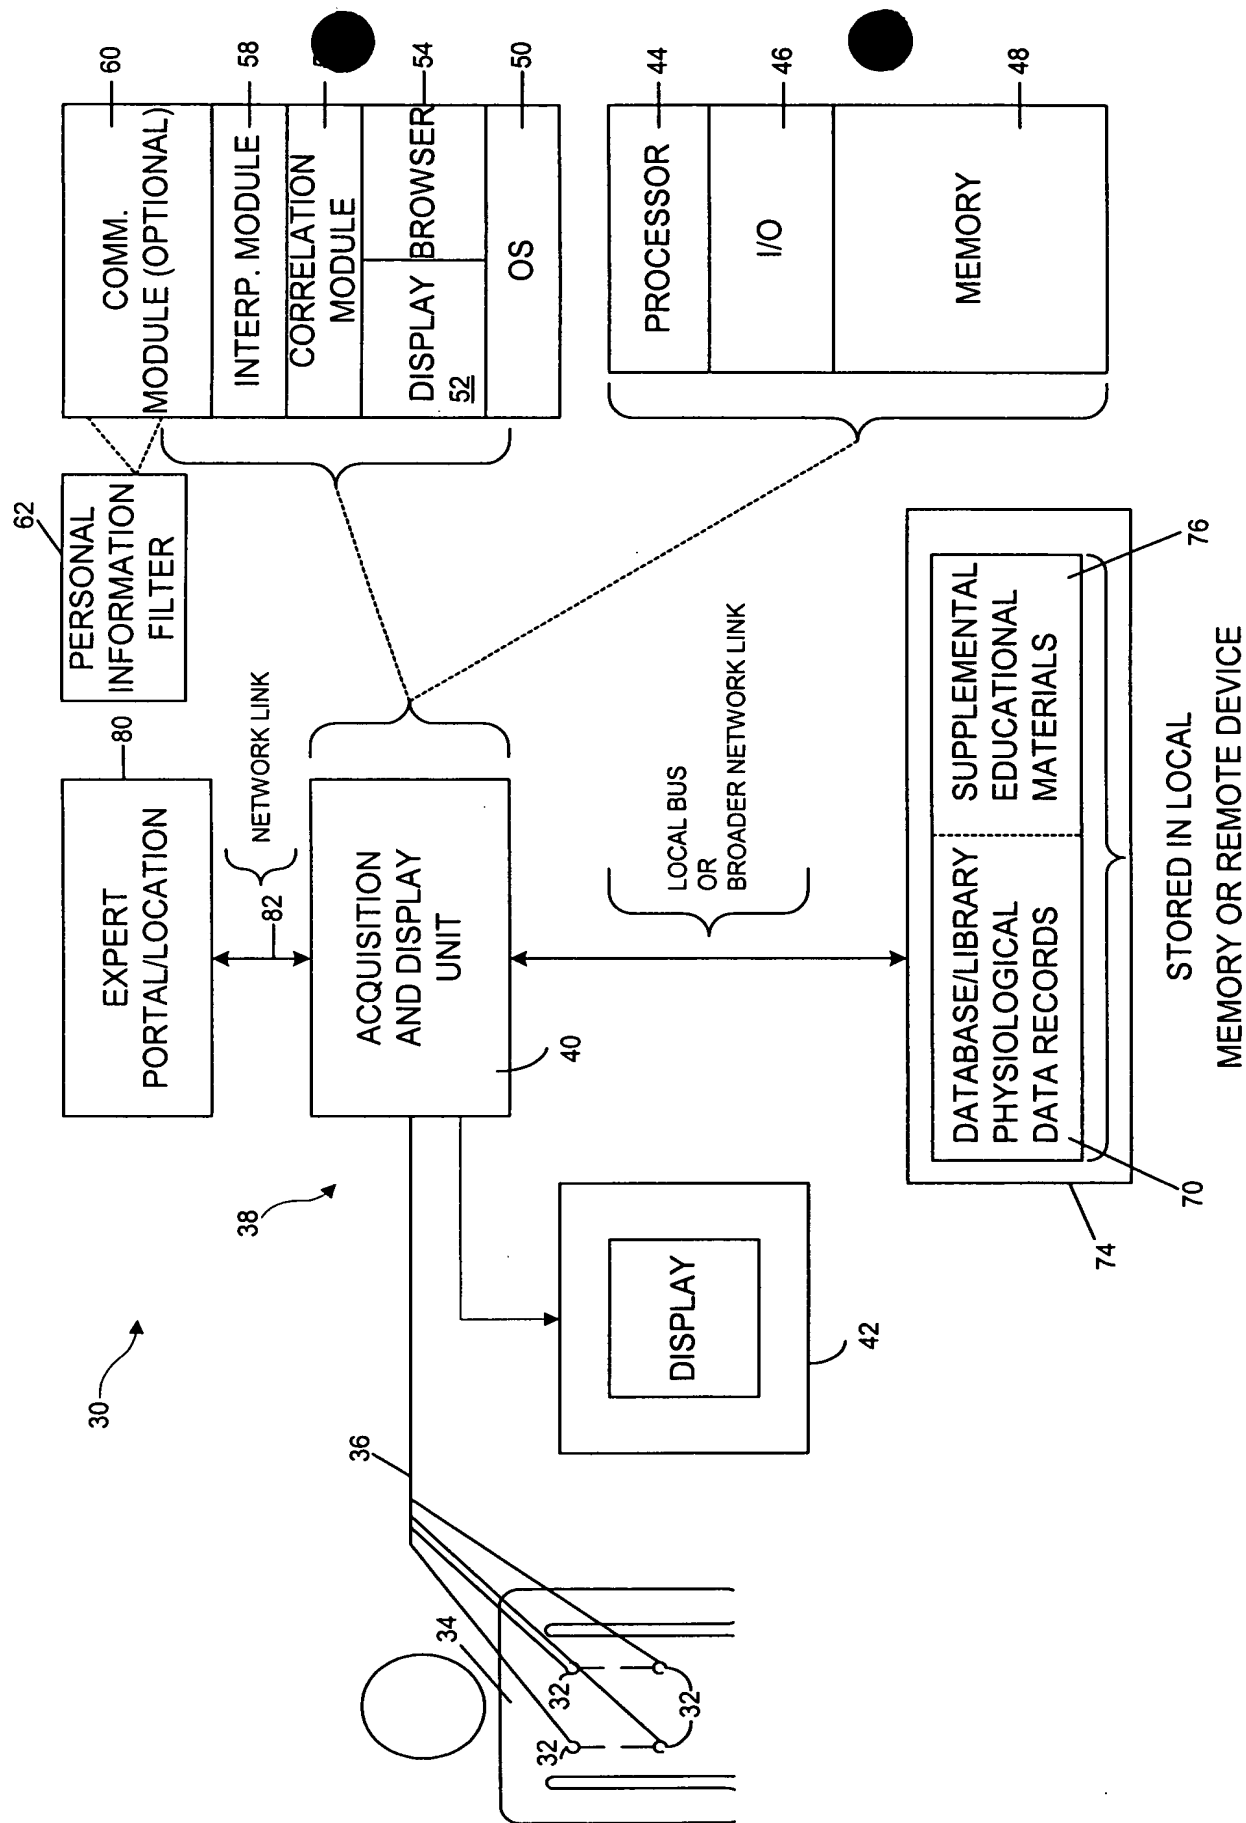 60
COMM.
MODULE (OPTIONAL)
58
INTERP. MODULE
CORRELATION
MODULE
54
DISPLAY
52
BROWSER
50
OS
62
PERSONAL
INFORMATION
FILTER
44
PROCESSOR
46
I/O
48
MEMORY
80
EXPERT
PORTAL/LOCATION
82
NETWORK LINK
ACQUISITION
AND DISPLAY
UNIT
40
38
30
36
34
32
32
32
DISPLAY
42
LOCAL BUS
OR
BROADER NETWORK LINK
DATABASE/LIBRARY
PHYSIOLOGICAL
DATA RECORDS
70
SUPPLEMENTAL
EDUCATIONAL
MATERIALS
76
74
STORED IN LOCAL
MEMORY OR REMOTE DEVICE